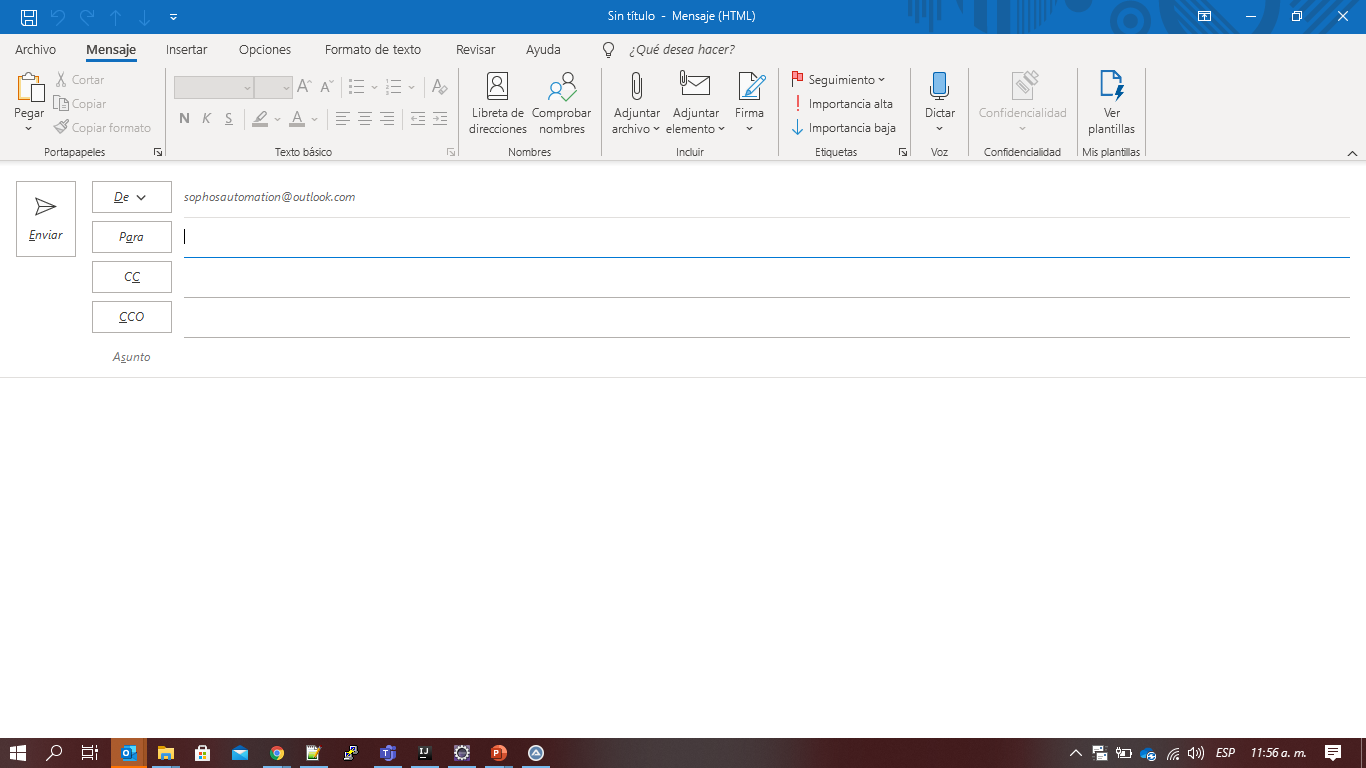 Sin título - Mensaje (HTML)
Archivo Mensaje Insertar Opciones Formato de texto Revisar Ayuda ¿Qué desea hacer?
Pegar
Cortar
Copiar
Copiar formato
Portapapeles
N K S A
Texto básico
Libreta de direcciones
Comprobar nombres
Nombres
Adjuntar archivo
Adjuntar elemento
Firma
Incluir
Seguimiento
Importancia alta
Importancia baja
Etiquetas
Dictar
Voz
Confidencialidad
Confidencialidad
Ver plantillas
Mis plantillas
Enviar
De sophosautomation@outlook.com
Para
CC
CCO
Asunto
ESP 11:56 a. m.